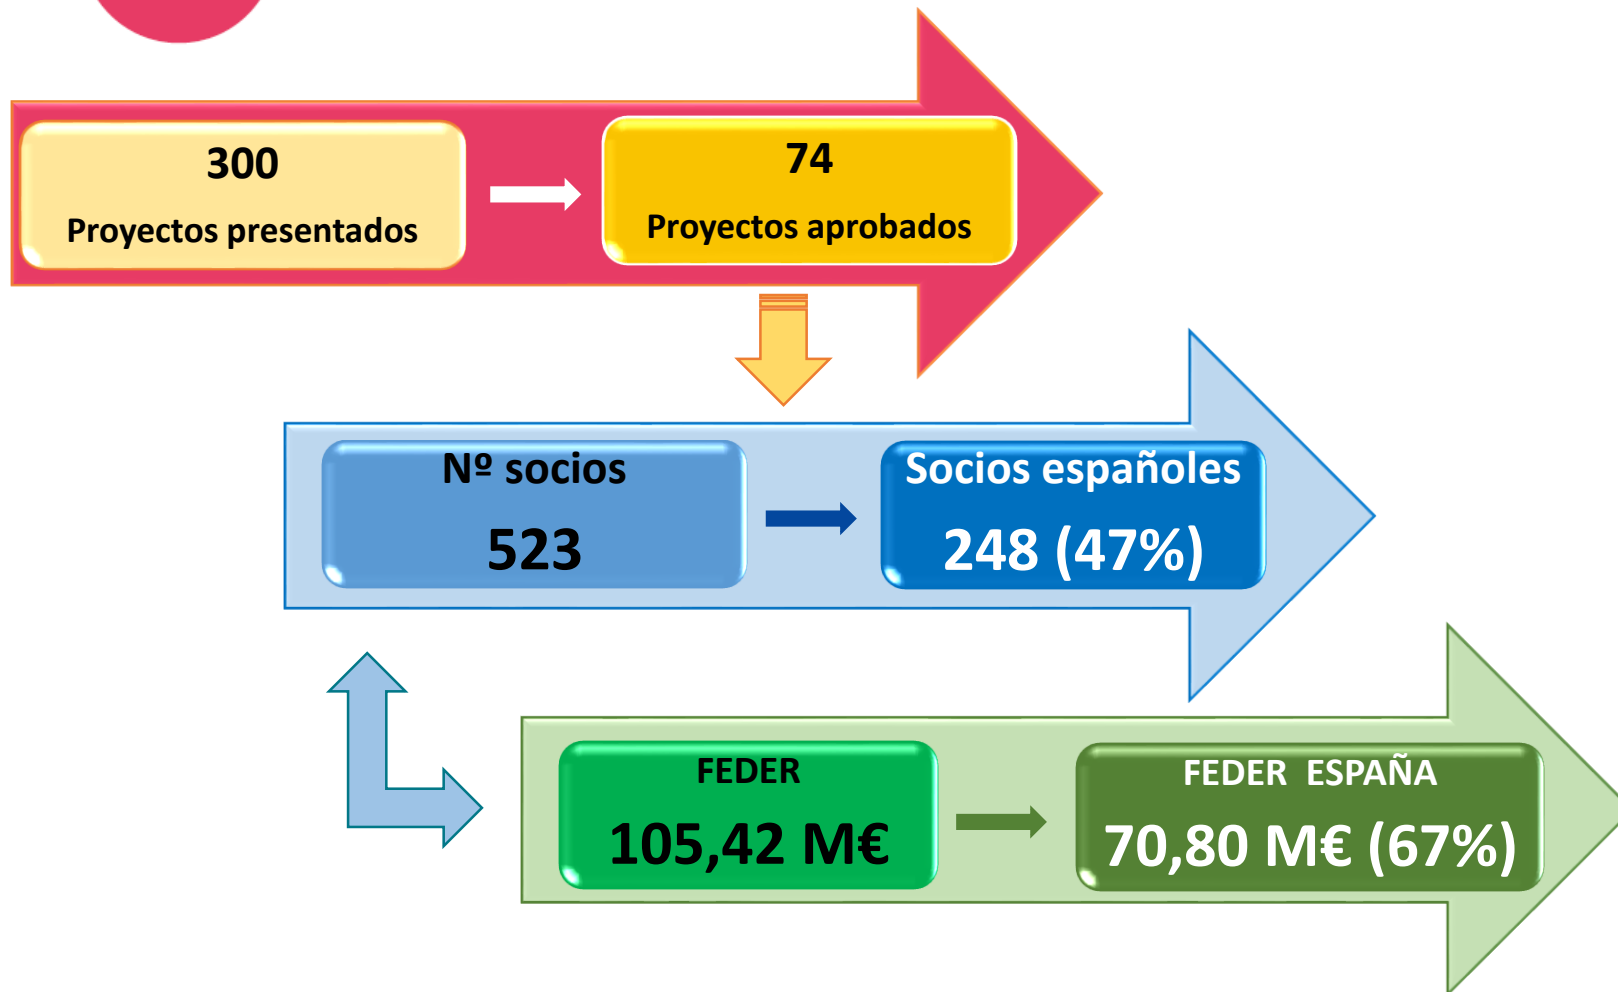 300
Proyectos presentados
74
Proyectos aprobados
Nº socios
523
Socios españoles
248 (47%)
FEDER
105,42 M€
FEDER ESPAÑA
70,80 M€ (67%)